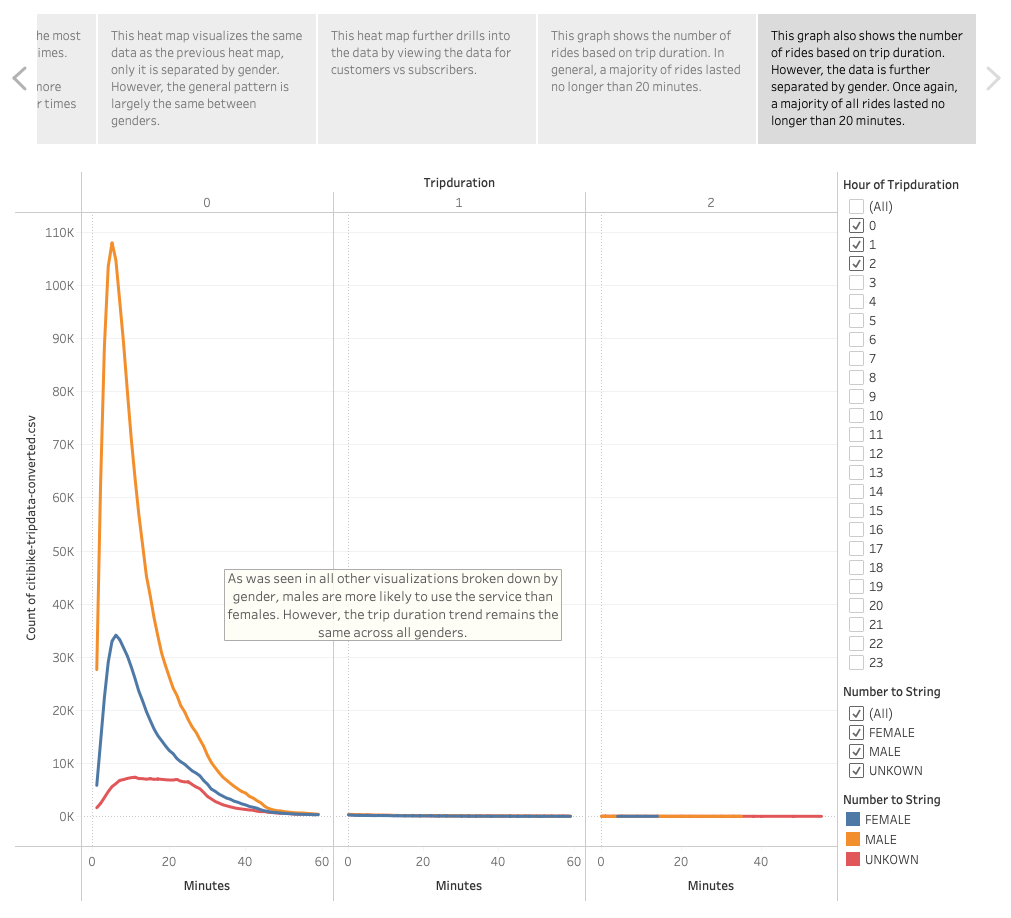 he most
imes.
nore
r times
This heat map visualizes the same
data as the previous heat map,
only it is separated by gender.
However, the general pattern is
largely the same between
genders.
This heat map further drills into
the data by viewing the data for
customers vs subscribers.
This graph shows the number of
rides based on trip duration. In
general, a majority of rides lasted
no longer than 20 minutes.
This graph also shows the number
of rides based on trip duration.
However, the data is further
separated by gender. Once again,
a majority of all rides lasted no
longer than 20 minutes.
Tripduration
0
1
2
110K
100K
90K
80K
70K
60K
50K
40K
30K
20K
10K
0K
Count of citibike-tripdata-converted.csv
As was seen in all other visualizations broken down by
gender, males are more likely to use the service than
females. However, the trip duration trend remains the
same across all genders.
0 20 40 60
0 20 40 60
0 20 40
Minutes
Minutes
Minutes
Hour of Tripduration
(All)
0
1
2
3
4
5
6
7
8
9
10
11
12
13
14
15
16
17
18
19
20
21
22
23
Number to String
(All)
FEMALE
MALE
UNKOWN
Number to String
FEMALE
MALE
UNKOWN